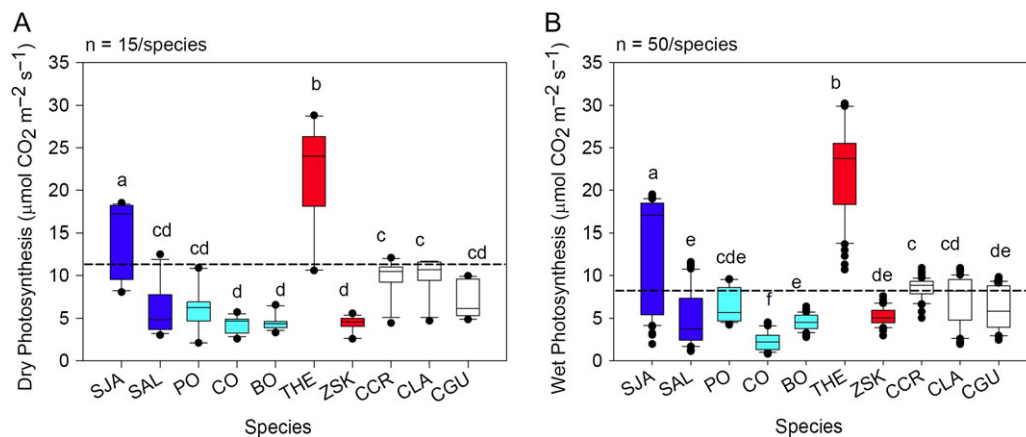 A
n = 15/species
Dry Photosynthesis (μmol CO2 m−2 s−1)
35
30
25
20
15
10
5
0
a
cd
cd
d
d
b
d
c
c
cd
SJA
SAL
PO
CO
BO
THE
ZSK
CCR
CLA
CGU
Species
B
n = 50/species
Wet Photosynthesis (μmol CO2 m−2 s−1)
35
30
25
20
15
10
5
0
a
e
cde
f
e
b
de
c
cd
de
SJA
SAL
PO
CO
BO
THE
ZSK
CCR
CLA
CGU
Species